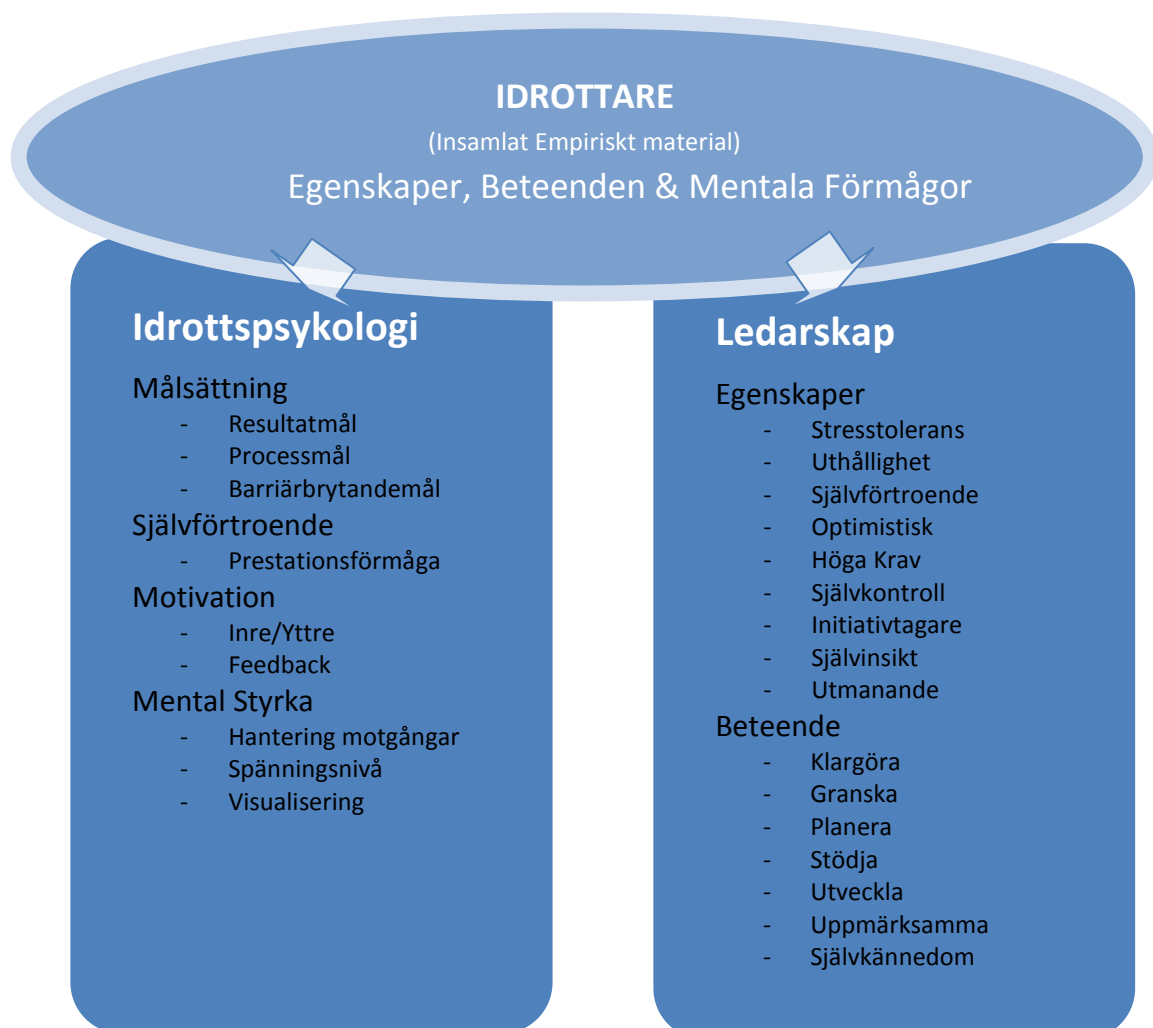 IDROTTARE
(Insamlat Empiriskt material)
Egenskaper, Beteenden & Mentala Förmågor
Idrottspsykologi
Målsättning
- Resultatmål
- Processmål
- Barriärbrytandemål
Självförtroende
- Prestationsförmåga
Motivation
- Inre/Yttre
- Feedback
Mental Styrka
- Hantering motgångar
- Spänningsnivå
- Visualisering
Ledarskap
Egenskaper
- Stresstolerans
- Uthållighet
- Självförtroende
- Optimistisk
- Höga Krav
- Självkontroll
- Initiativtagare
- Självinsikt
- Utmanande
Beteende
- Klargöra
- Granska
- Planera
- Stödja
- Utveckla
- Uppmärksamma
- Självkännedom